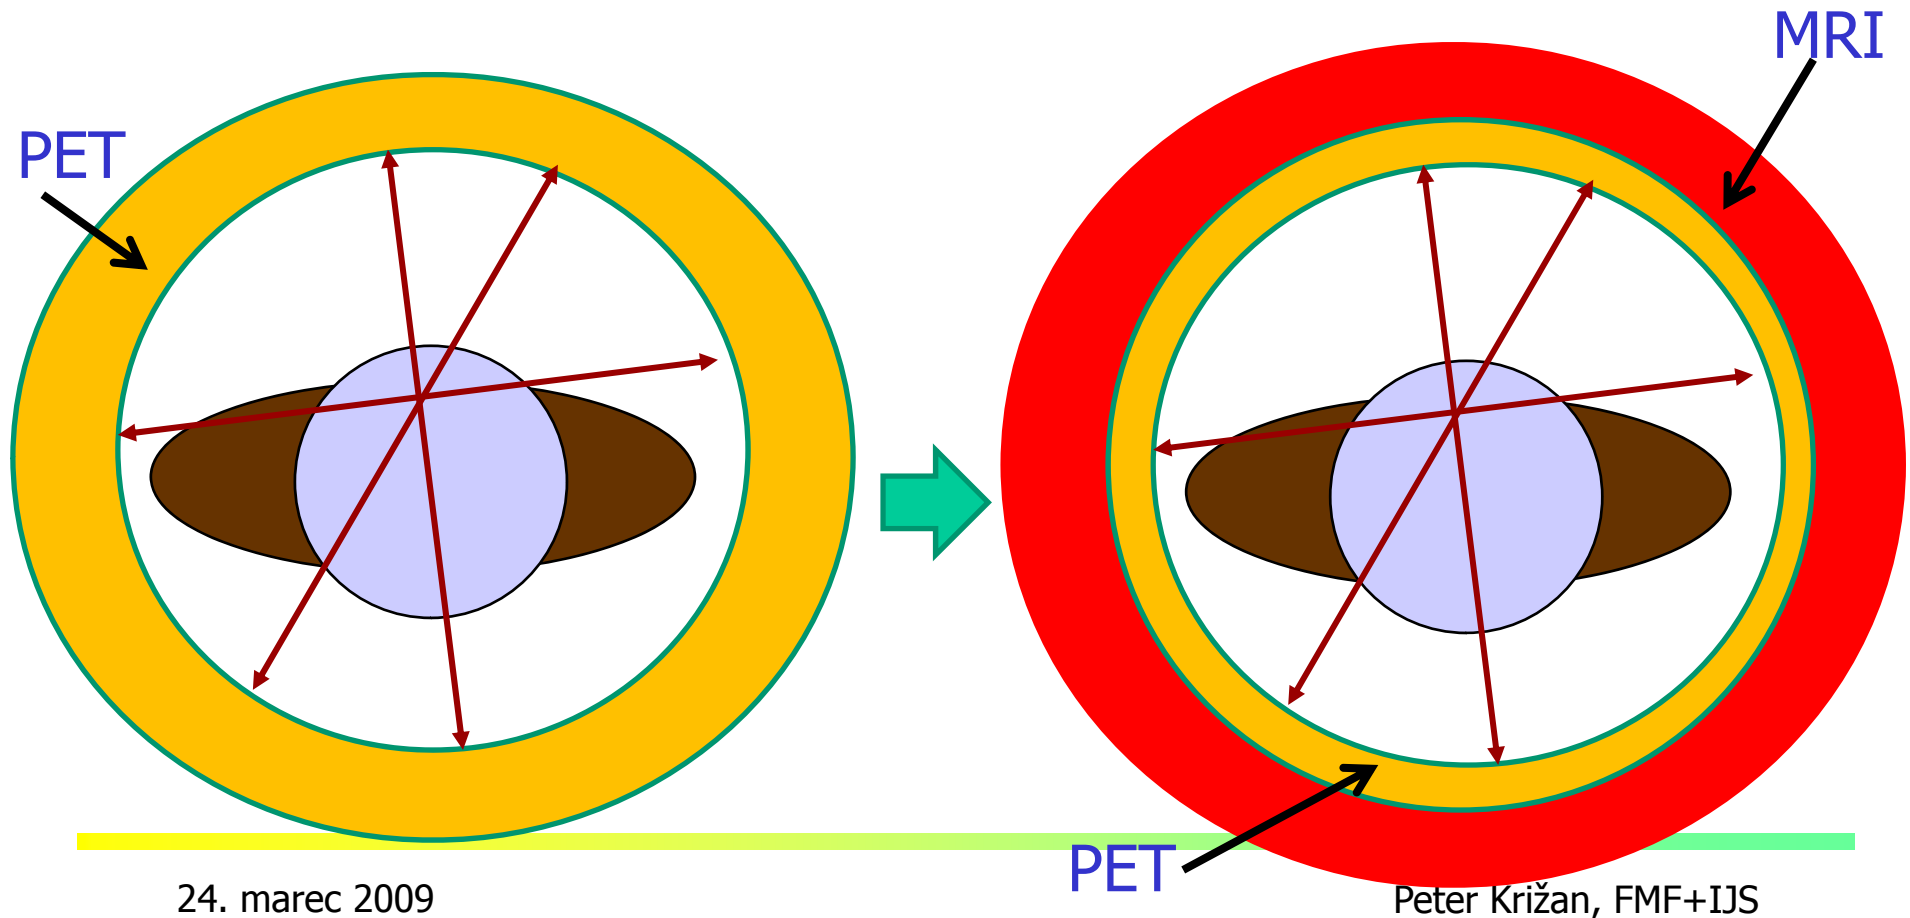 MRI
PET
PET
24. marec 2009
Peter Križan, FMF+IJS